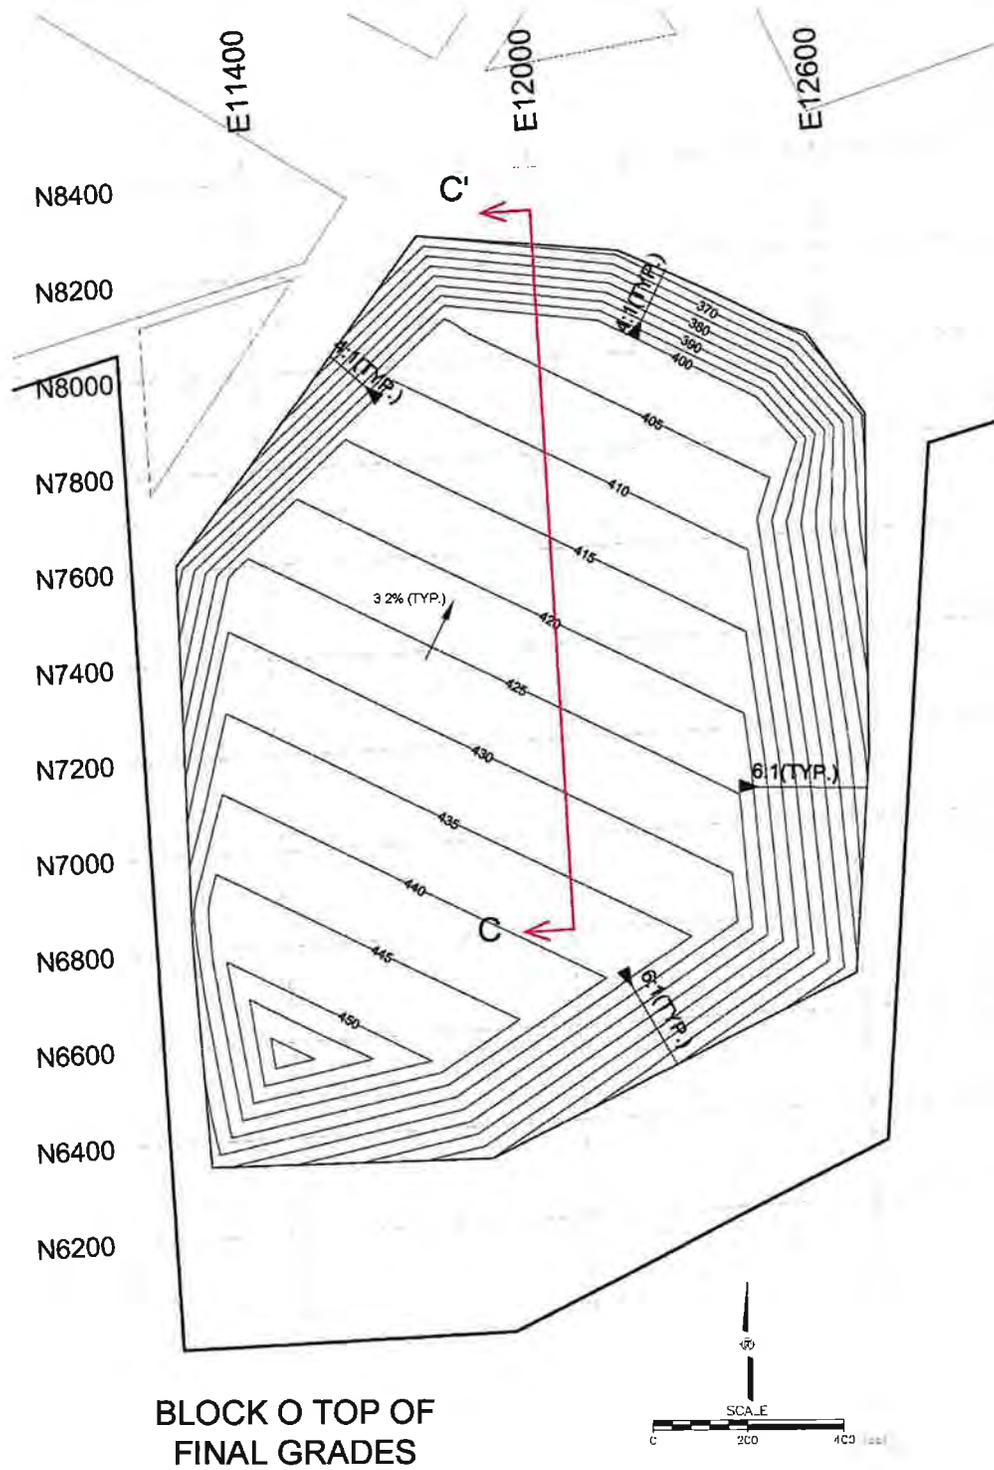 E11400
E12000
E12600
C'
N8400
N8200
4:1(TYP.)
370
380
390
400
4:1(TYP.)
N8000
405
N7800
410
415
N7600
3 2% (TYP.)
420
N7400
425
430
N7200
6:1(TYP.)
435
N7000
440
C
445
N6800
6:1(TYP.)
450
N6600
N6400
N6200
BLOCK O TOP OF
FINAL GRADES
SCALE
0 200 400